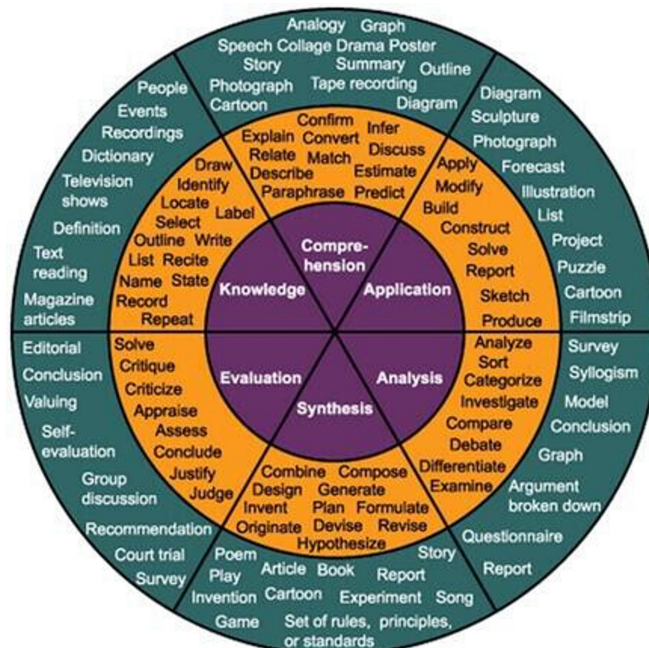 Analogy Graph
Speech Collage Drama Poster
Story Summary Outline
Photograph Tape recording
Cartoon Diagram
Confirm
Explain Convert Infer
Relate Match Discuss
Describe Estimate
Paraphrase Predict
Compre-
hension
Diagram
Sculpture
Photograph
Forecast
Illustration
List
Project
Puzzle
Cartoon
Filmstrip
Apply
Modify
Build
Construct
Solve
Report
Sketch
Produce
Application
Survey
Syllogism
Model
Conclusion
Graph
Argument
broken down
Questionnaire
Report
Analyze
Sort
Categorize
Investigate
Compare
Debate
Differentiate
Examine
Analysis
Synthesis
Combine Compose
Design Generate
Invent Plan Formulate
Originate Devise Revise
Hypothesize
Poem Story
Play Article Book Report
Invention Cartoon Experiment Song
Game Set of rules, principles,
or standards
Evaluation
Solve
Critique
Criticize
Appraise
Assess
Conclude
Justify
Judge
Editorial
Conclusion
Valuing
Self-
evaluation
Group
discussion
Recommendation
Court trial
Survey
Knowledge
Draw
Identify
Locate
Select Label
Outline Write
List Recite
Name State
Record
Repeat
People
Events
Recordings
Dictionary
Television
shows
Definition
Text
reading
Magazine
articles